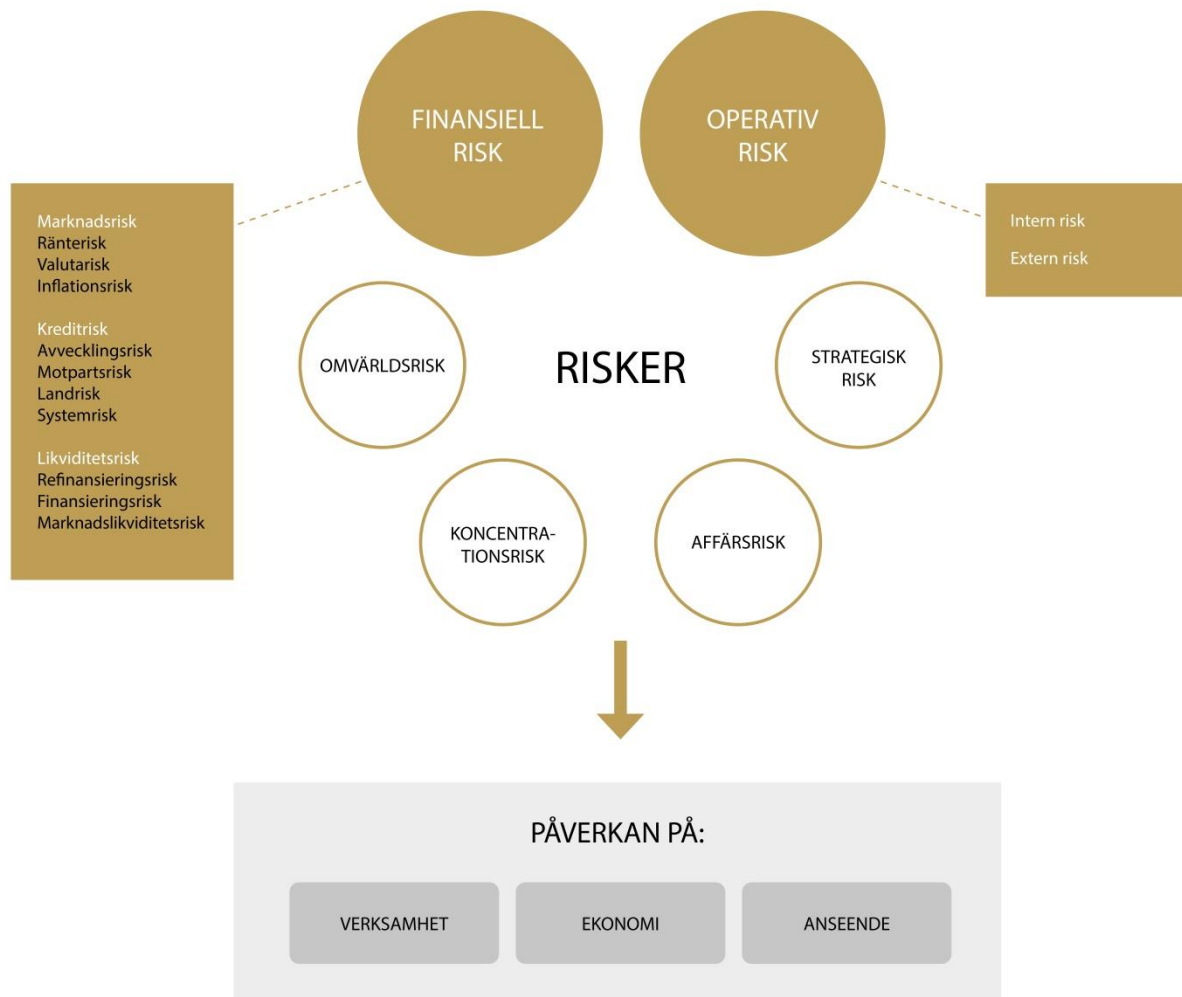 FINANSIELL
RISK
OPERATIV
RISK
Marknadsrisk
Ränterisk
Valutarisk
Inflationsrisk
Kreditrisk
Avvecklingsrisk
Motpartsrisk
Landrisk
Systemrisk
Likviditetsrisk
Refinansieringsrisk
Finansieringsrisk
Marknadslikviditetsrisk
Intern risk
Extern risk
OMVÄRLDSRISK
RISKER
STRATEGISK
RISK
KONCENTRA-
TIONSRISK
AFFÄRSRISK
PÅVERKAN PÅ:
VERKSAMHET
EKONOMI
ANSEENDE